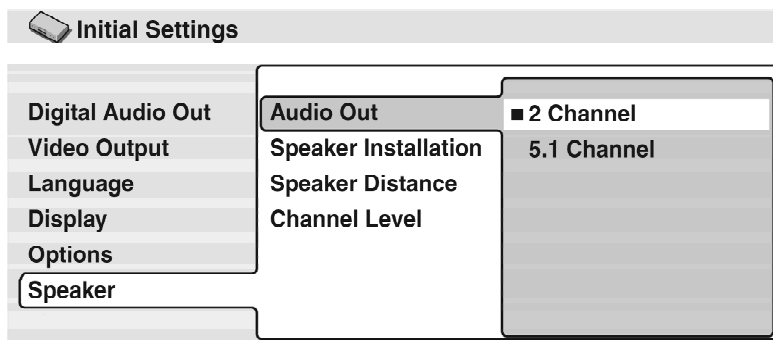 Initial Settings
Digital Audio Out
Video Output
Language
Display
Options
Speaker
Audio Out
Speaker Installation
Speaker Distance
Channel Level
■ 2 Channel
5.1 Channel